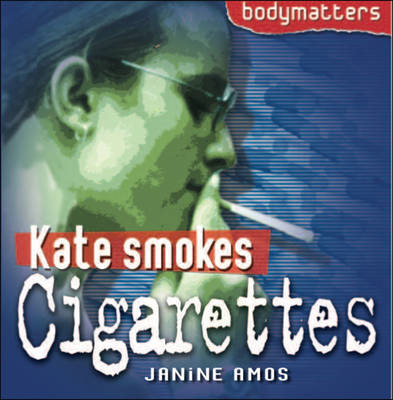 bodymatters
Kate smokes
Cigarettes
JANiNE AMOS